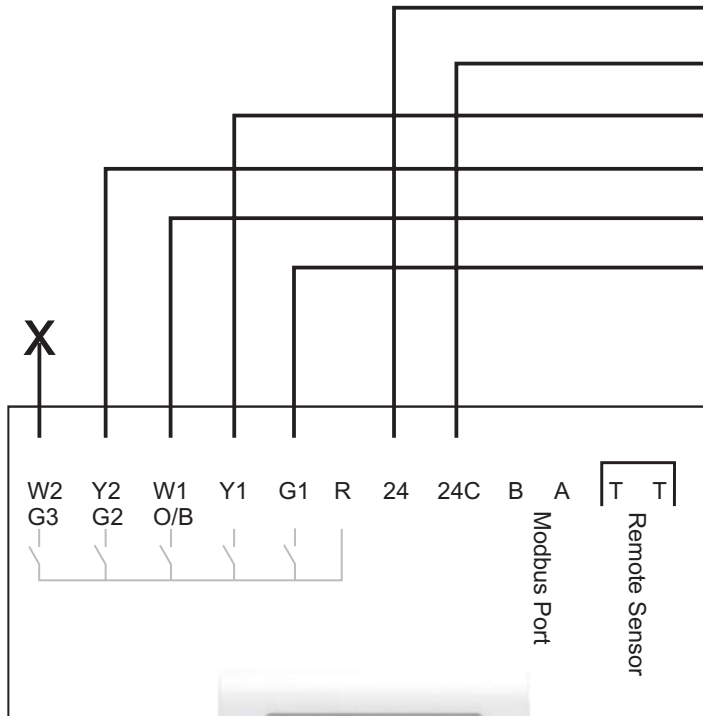 X
W2 Y2 W1 Y1 G1 R 24 24C B A T T
G3 G2 O/B
Modbus Port
Remote Sensor